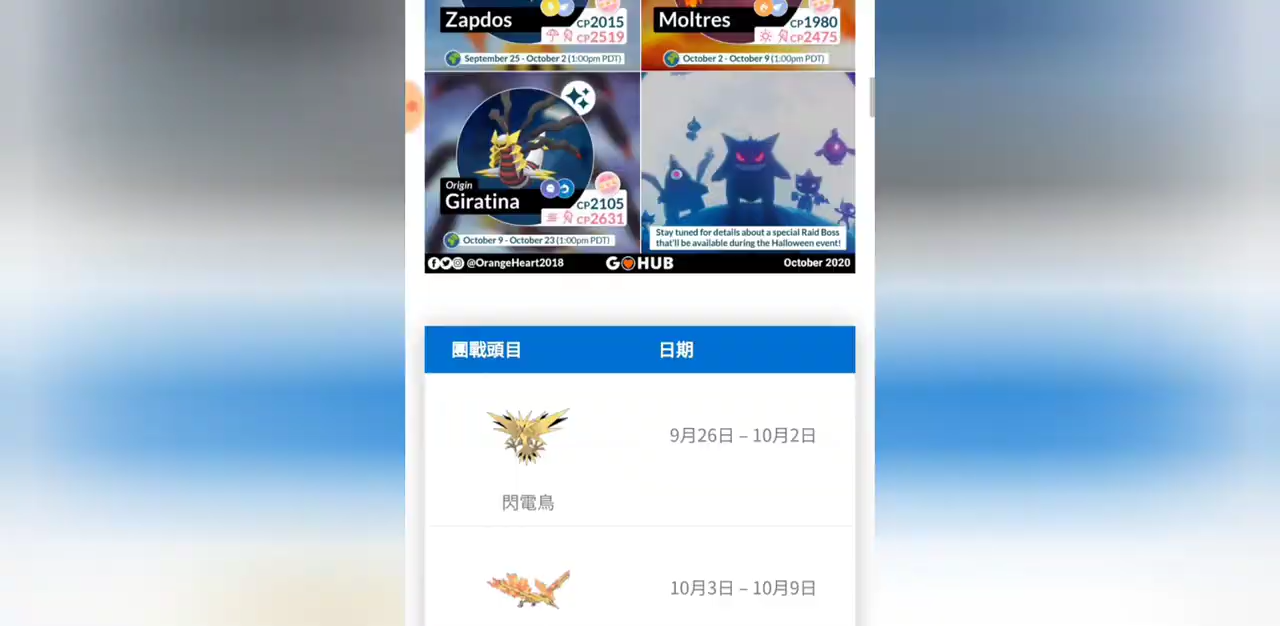 Zapdos
CP2015
CP2519
September 25 - October 2 (1:00pm PDT)
Moltres
CP1980
CP2475
October 2 - October 9 (1:00pm PDT)
Origin
Giratina
CP2105
CP2631
October 9 - October 23 (1:00pm PDT)
Stay tuned for details about a special Raid Boss
that'll be available during the Halloween event!
@OrangeHeart2018
GO HUB
October 2020
團戰頭目
日期
9月26日 – 10月2日
閃電鳥
10月3日 – 10月9日